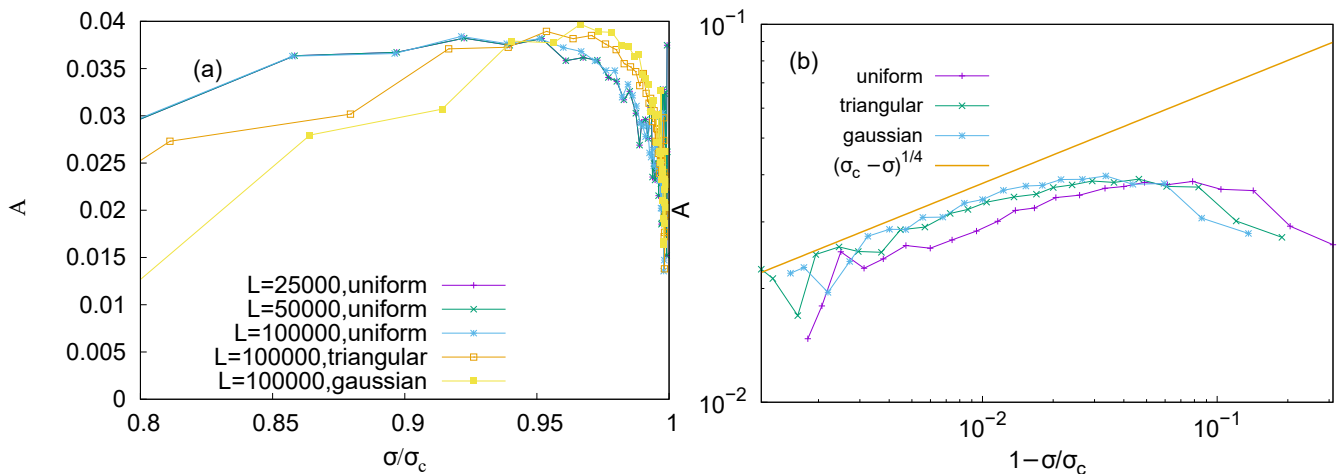 (a)
A
0.04
0.035
0.03
0.025
0.02
0.015
0.01
0.005
0
L=25000,uniform
L=50000,uniform
L=100000,uniform
L=100000,triangular
L=100000,gaussian
0.8 0.85 0.9 0.95 1
σ/σc
(b)
A
10⁻¹
10⁻²
uniform
triangular
gaussian
(σc − σ)^1/4
10⁻² 10⁻¹
1−σ/σc